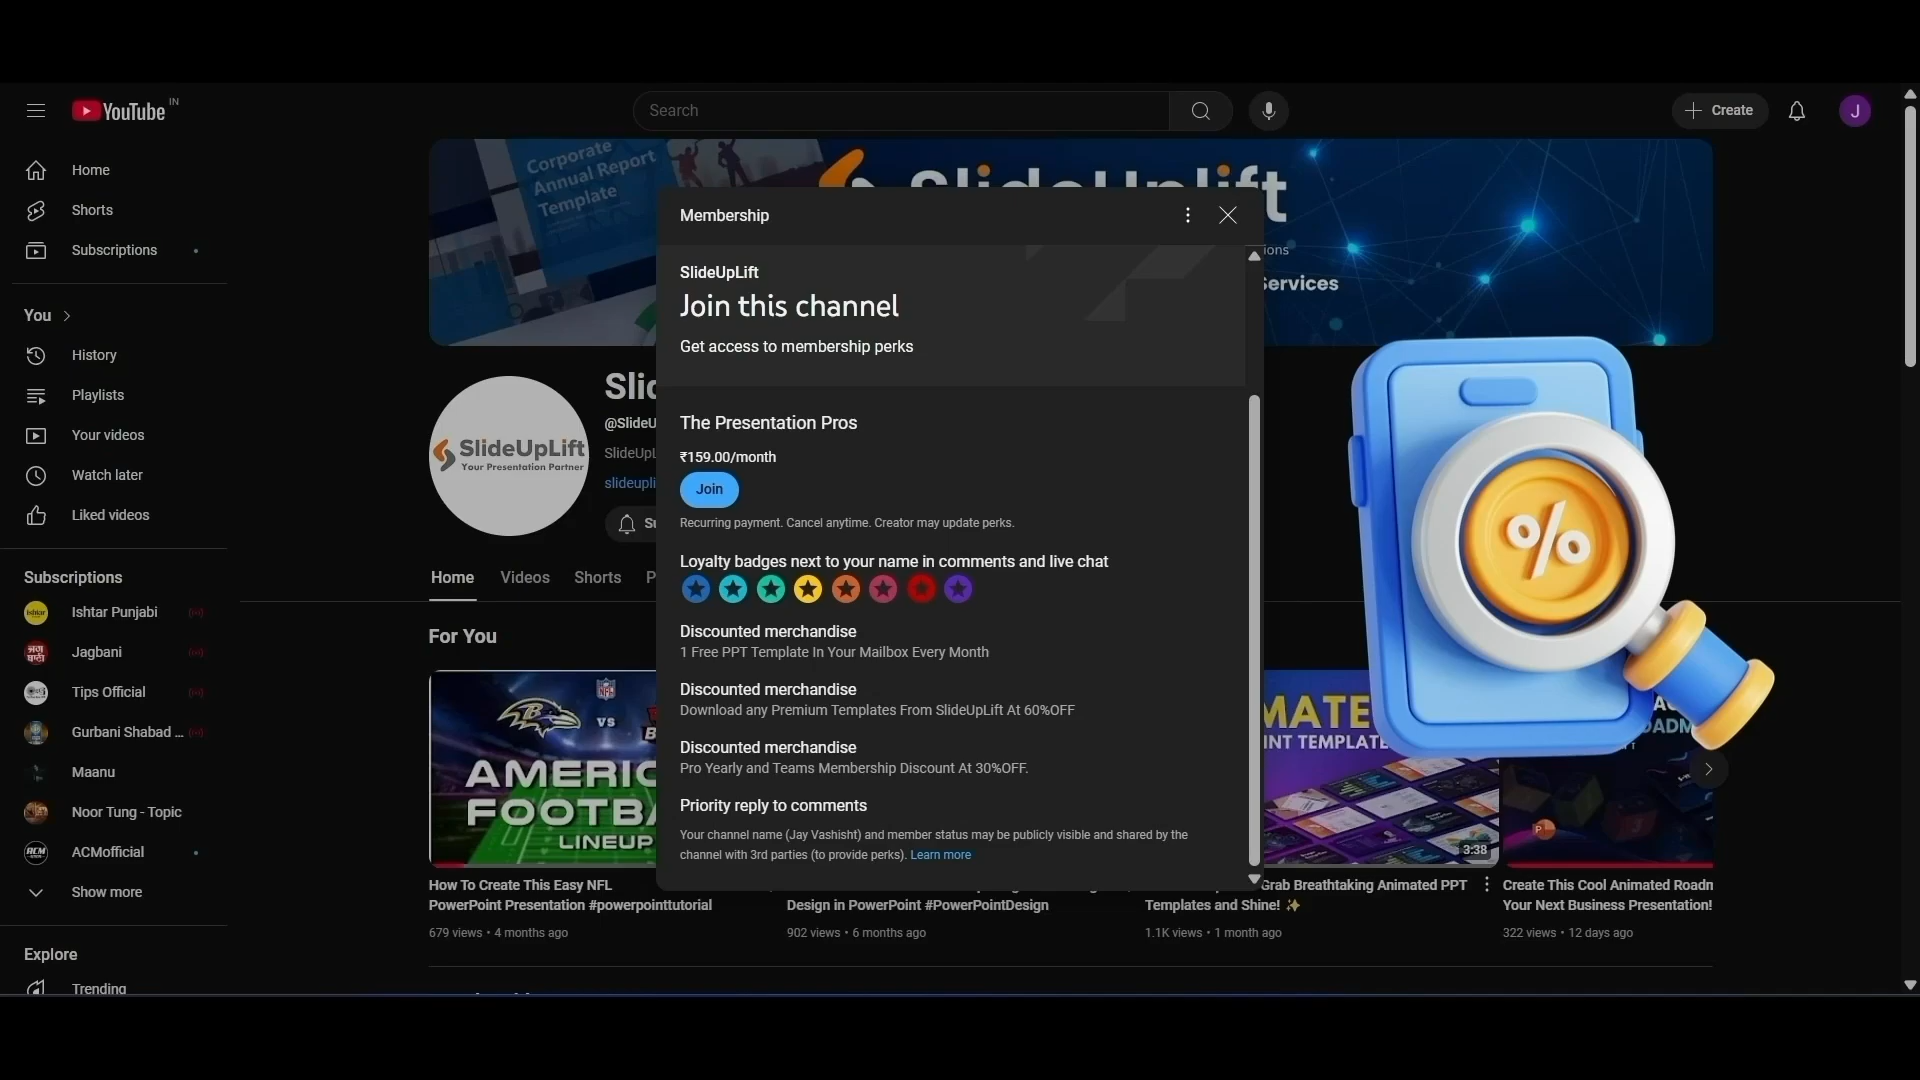 YouTube IN
Search
Create
J
Home
Shorts
Subscriptions
You
History
Playlists
Your videos
Watch later
Liked videos
Subscriptions
Ishtar Punjabi
Jagbani
Tips Official
Gurbani Shabad ...
Maanu
Noor Tung - Topic
ACMofficial
Show more
Explore
Trending
Corporate
Annual Report
Template
SlideUplift
ions
Services
SlideUpLift
Your Presentation Partner
Slid
@SlideU
SlideUpL
slideupli
Su
Home
Videos
Shorts
P
For You
Membership
SlideUpLift
Join this channel
Get access to membership perks
The Presentation Pros
₹159.00/month
Join
Recurring payment. Cancel anytime. Creator may update perks.
Loyalty badges next to your name in comments and live chat
Discounted merchandise
1 Free PPT Template In Your Mailbox Every Month
Discounted merchandise
Download any Premium Templates From SlideUpLift At 60%OFF
Discounted merchandise
Pro Yearly and Teams Membership Discount At 30%OFF.
Priority reply to comments
Your channel name (Jay Vashisht) and member status may be publicly visible and shared by the
channel with 3rd parties (to provide perks). Learn more
%
NFL
VS
AMERIC
FOOTBA
LINEUP
MATE
INT TEMPLATE
3:38
P
OADM
How To Create This Easy NFL
PowerPoint Presentation #powerpointtutorial
679 views • 4 months ago
Design in PowerPoint #PowerPointDesign
902 views • 6 months ago
Grab Breathtaking Animated PPT
Templates and Shine! ✨
1.1K views • 1 month ago
Create This Cool Animated Roadm
Your Next Business Presentation!
322 views • 12 days ago